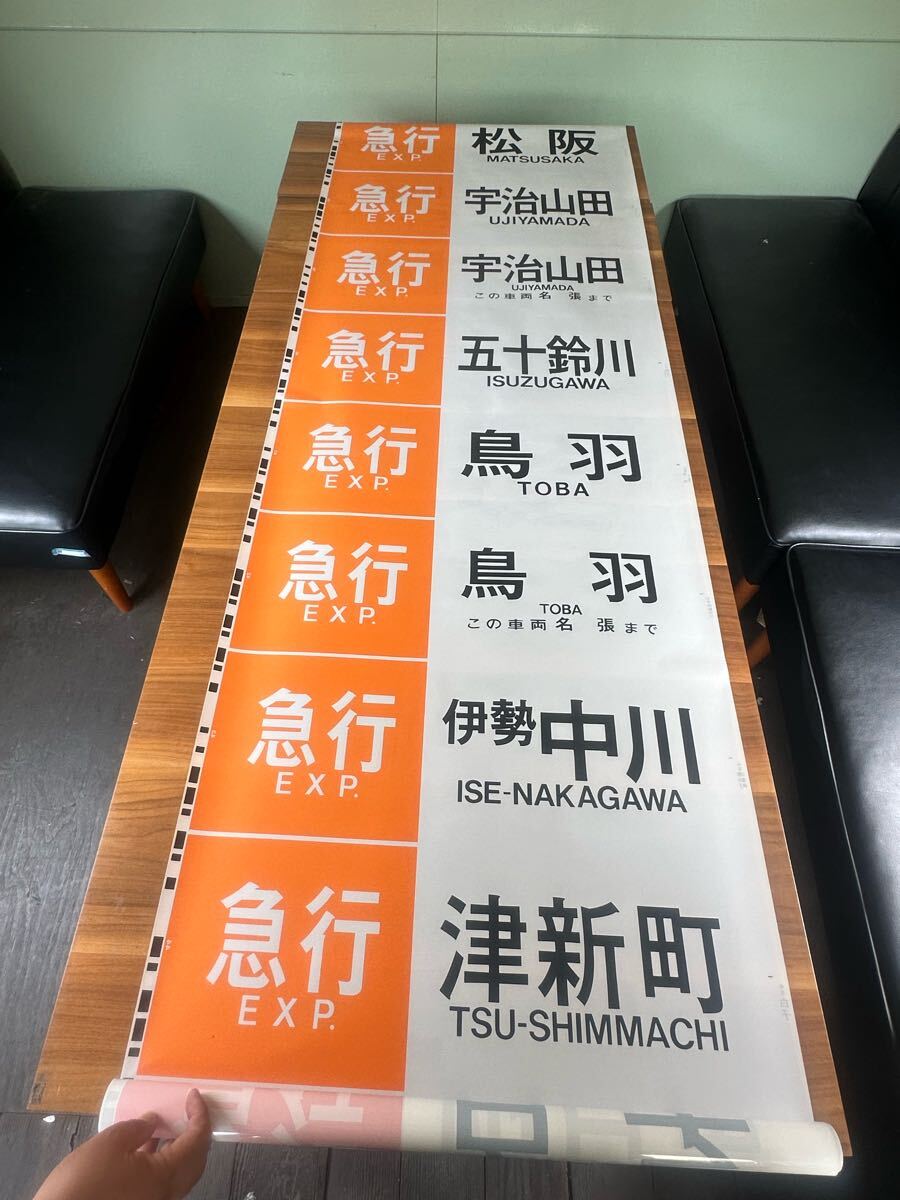 急行 松阪
EXP. MATSUSAKA
急行 宇治山田
EXP. UJIYAMADA
急行 宇治山田
EXP. UJIYAMADA
この車両名張まで
急行 五十鈴川
EXP. ISUZUGAWA
急行 鳥羽
EXP. TOBA
急行 鳥羽
EXP. TOBA
この車両名張まで
急行 伊勢中川
EXP. ISE-NAKAGAWA
急行 津新町
EXP. TSU-SHIMMACHI